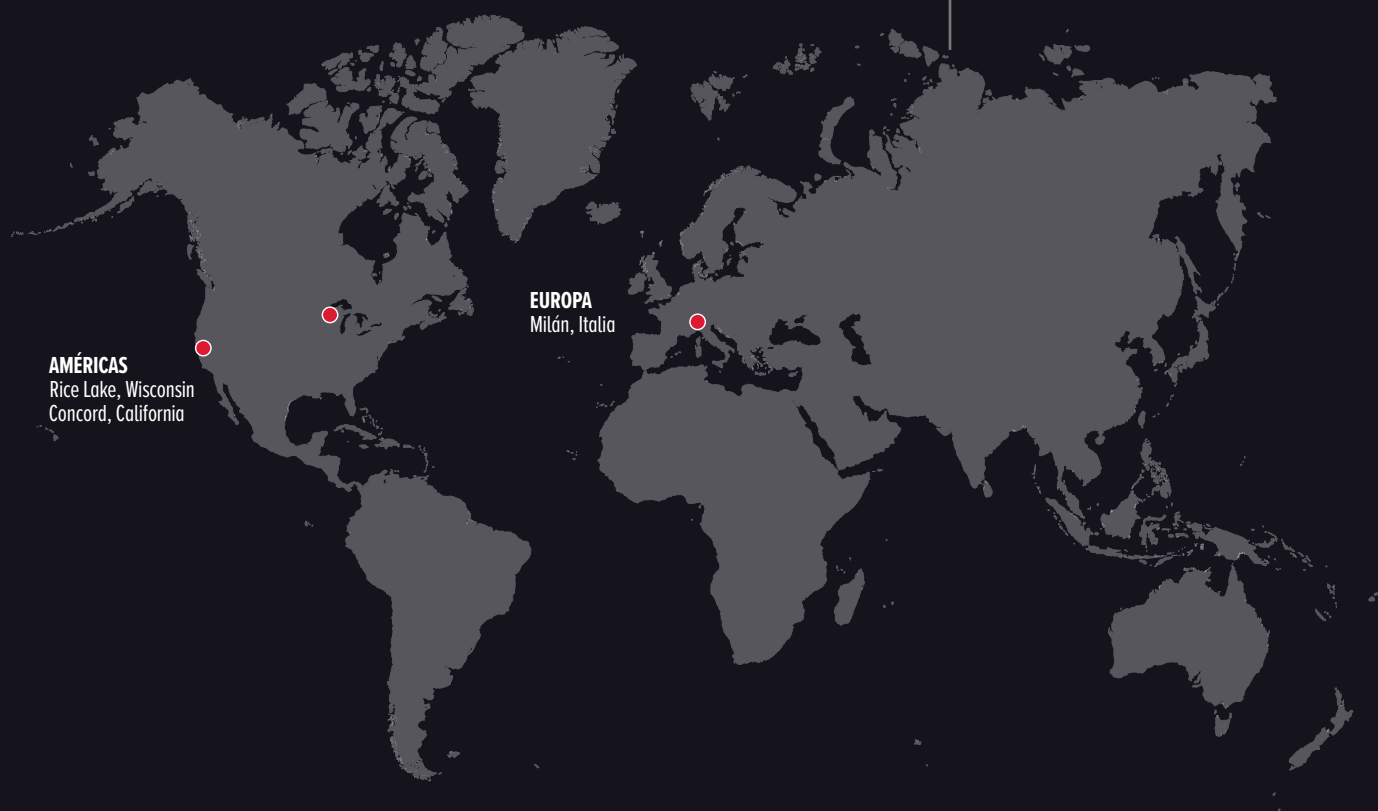 EUROPA
Milán, Italia
AMÉRICAS
Rice Lake, Wisconsin
Concord, California